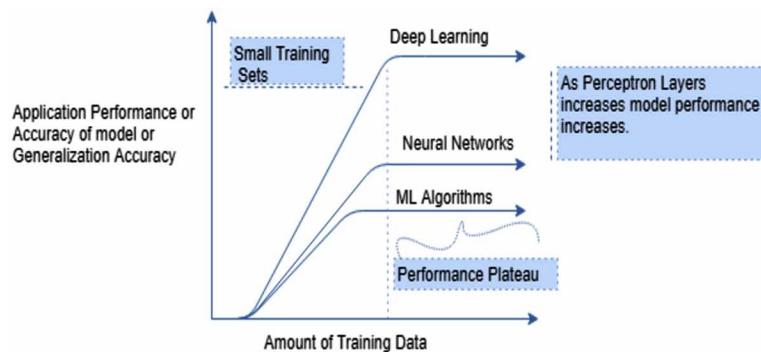 Deep Learning
Small Training
Sets
As Perceptron Layers
increases model performance
increases.
Application Performance or
Accuracy of model or
Generalization Accuracy
Neural Networks
ML Algorithms
Performance Plateau
Amount of Training Data